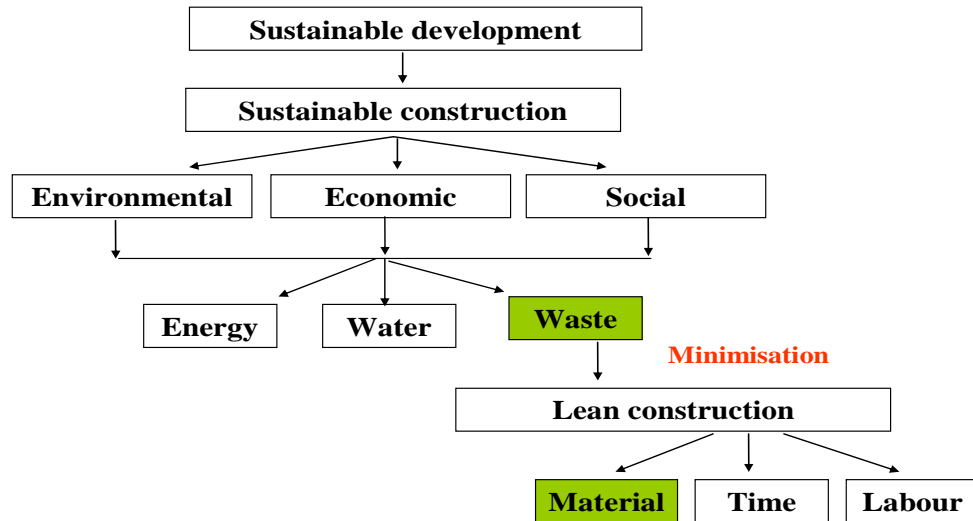 Sustainable development
Sustainable construction
Environmental
Economic
Social
Energy
Water
Waste
Minimisation
Lean construction
Material
Time
Labour